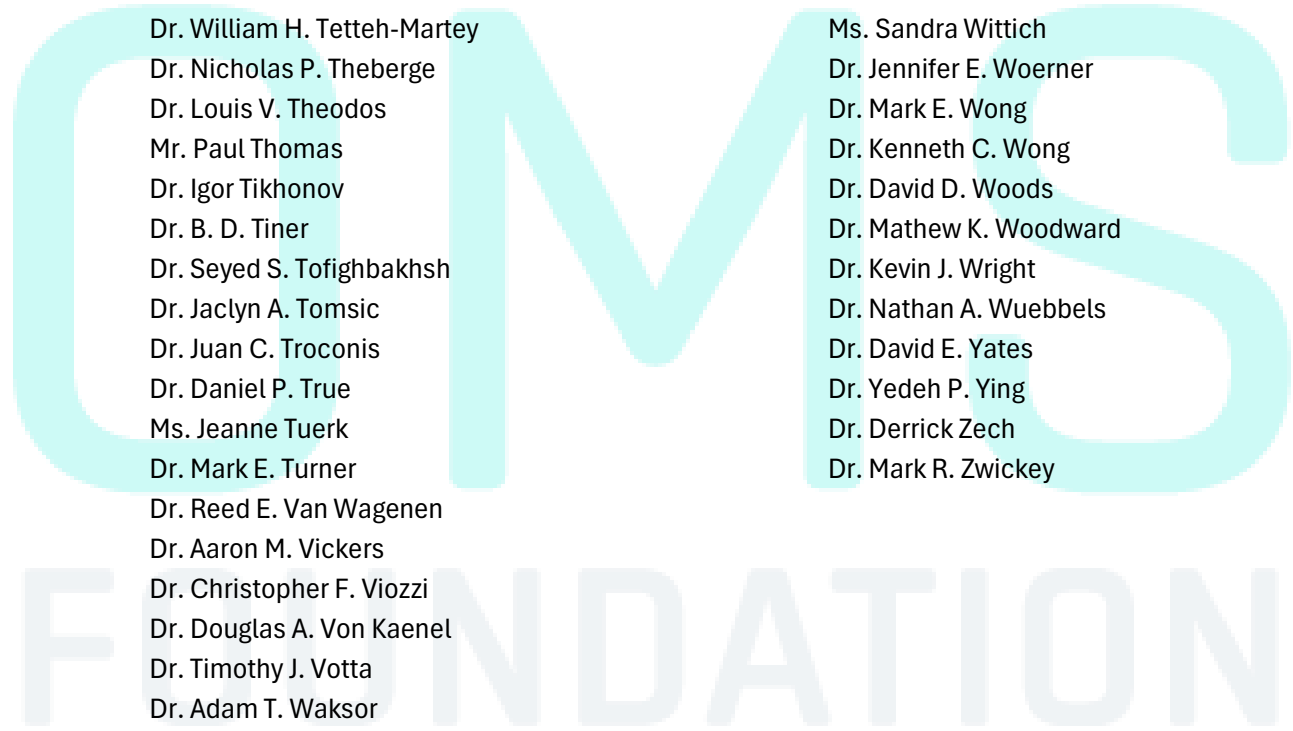 Dr. William H. Tetteh-Martey
Dr. Nicholas P. Theberge
Dr. Louis V. Theodos
Mr. Paul Thomas
Dr. Igor Tikhonov
Dr. B. D. Tiner
Dr. Seyed S. Tofighbakhsh
Dr. Jaclyn A. Tomsic
Dr. Juan C. Troconis
Dr. Daniel P. True
Ms. Jeanne Tuerk
Dr. Mark E. Turner
Dr. Reed E. Van Wagenen
Dr. Aaron M. Vickers
Dr. Christopher F. Viozzi
Dr. Douglas A. Von Kaenel
Dr. Timothy J. Votta
Dr. Adam T. Waksor
Ms. Sandra Wittich
Dr. Jennifer E. Woerner
Dr. Mark E. Wong
Dr. Kenneth C. Wong
Dr. David D. Woods
Dr. Mathew K. Woodward
Dr. Kevin J. Wright
Dr. Nathan A. Wuebbels
Dr. David E. Yates
Dr. Yedeh P. Ying
Dr. Derrick Zech
Dr. Mark R. Zwickey
OMS
FOUNDATION